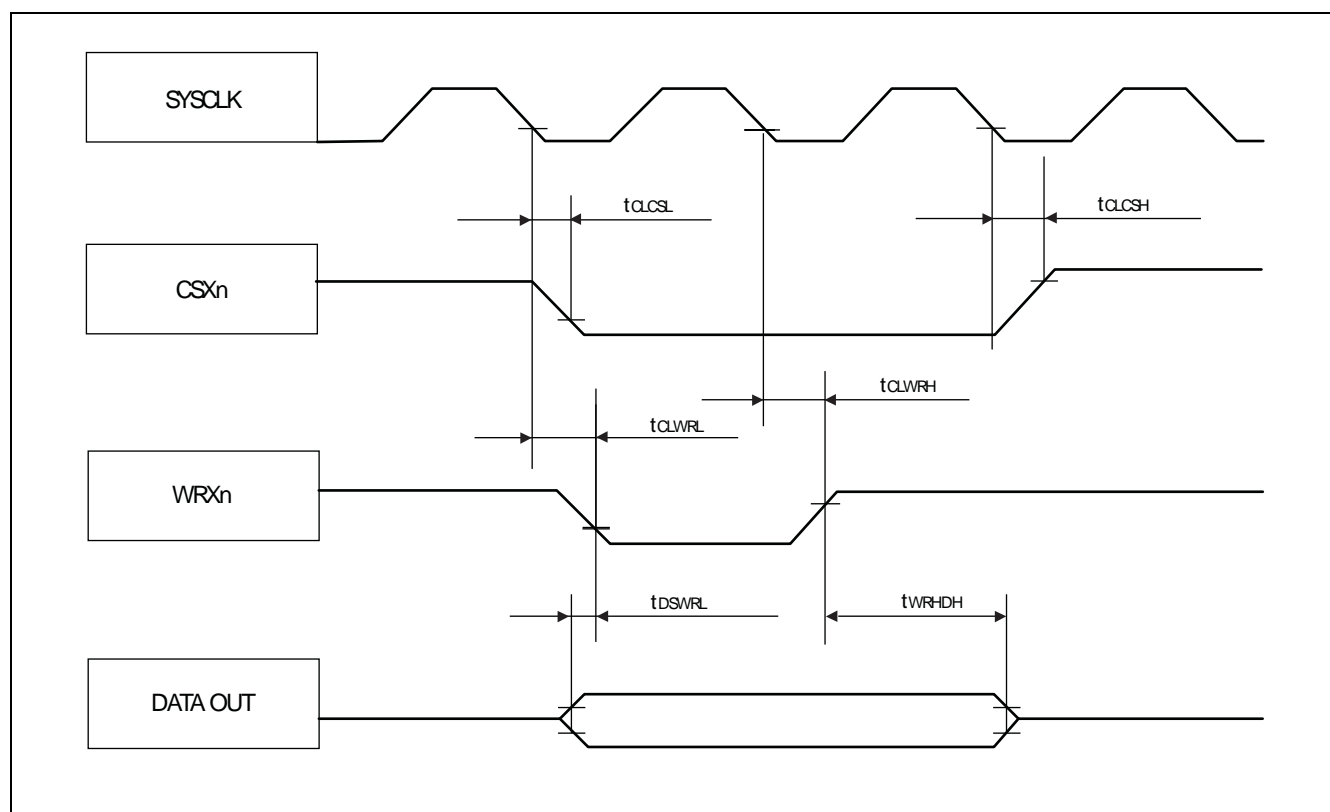 SYSCLK
tCLCSL
tCLCSH
CSXn
tCLWRH
tCLWRL
WRXn
tDSWRL
tWRHDH
DATA OUT